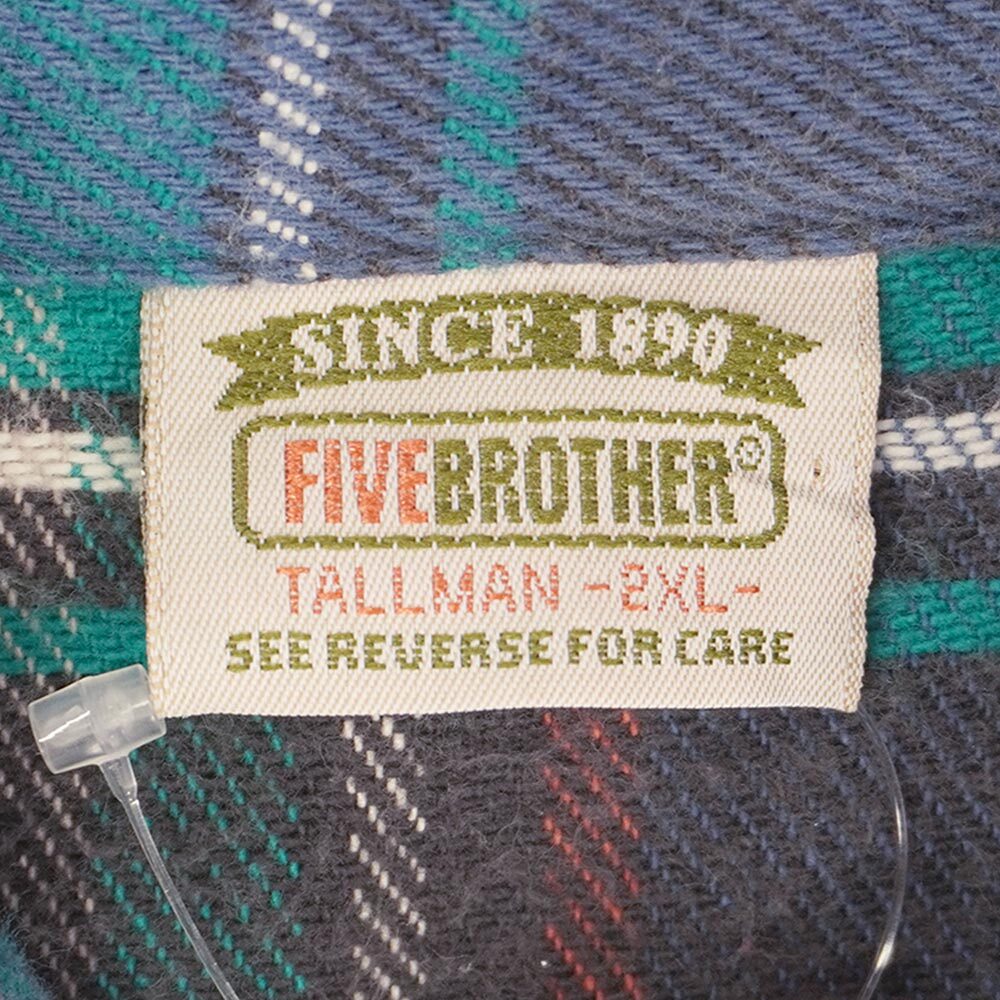 SINCE 1890
FIVEBROTHER®
TALLMAN -2XL-
SEE REVERSE FOR CARE